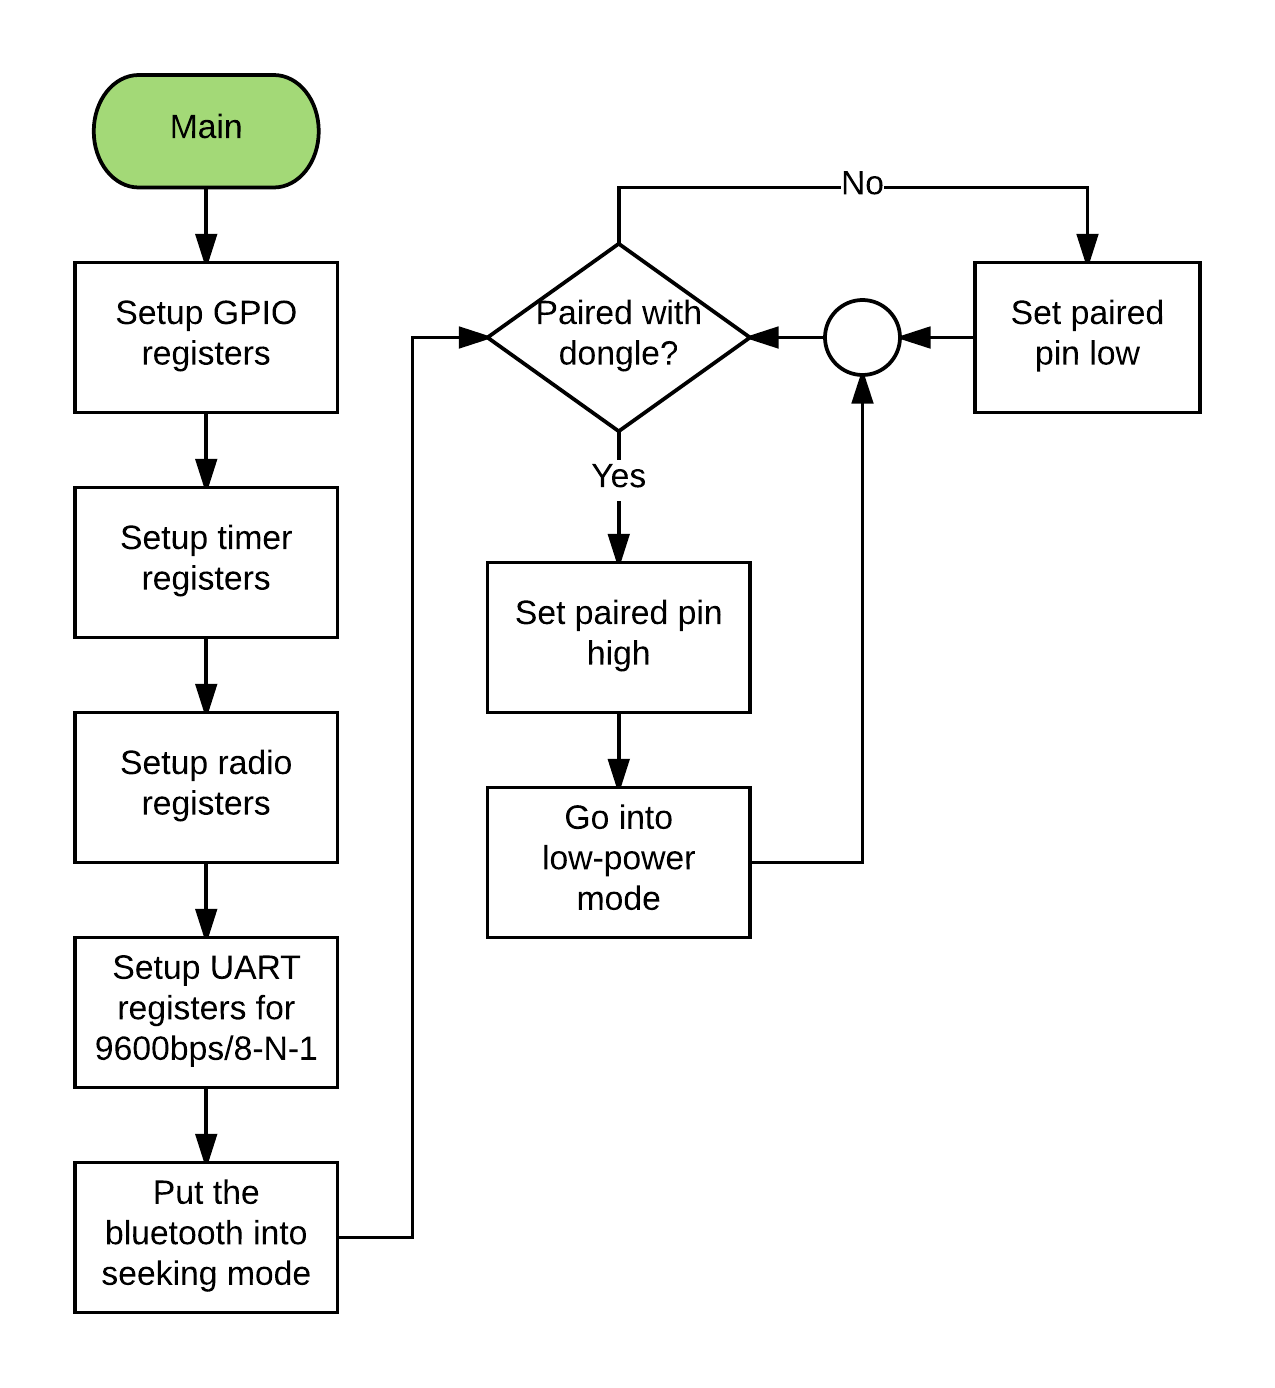 Main
Setup GPIO
registers
Setup timer
registers
Setup radio
registers
Setup UART
registers for
9600bps/8-N-1
Put the
bluetooth into
seeking mode
Paired with
dongle?
No
Set paired
pin low
Yes
Set paired pin
high
Go into
low-power
mode